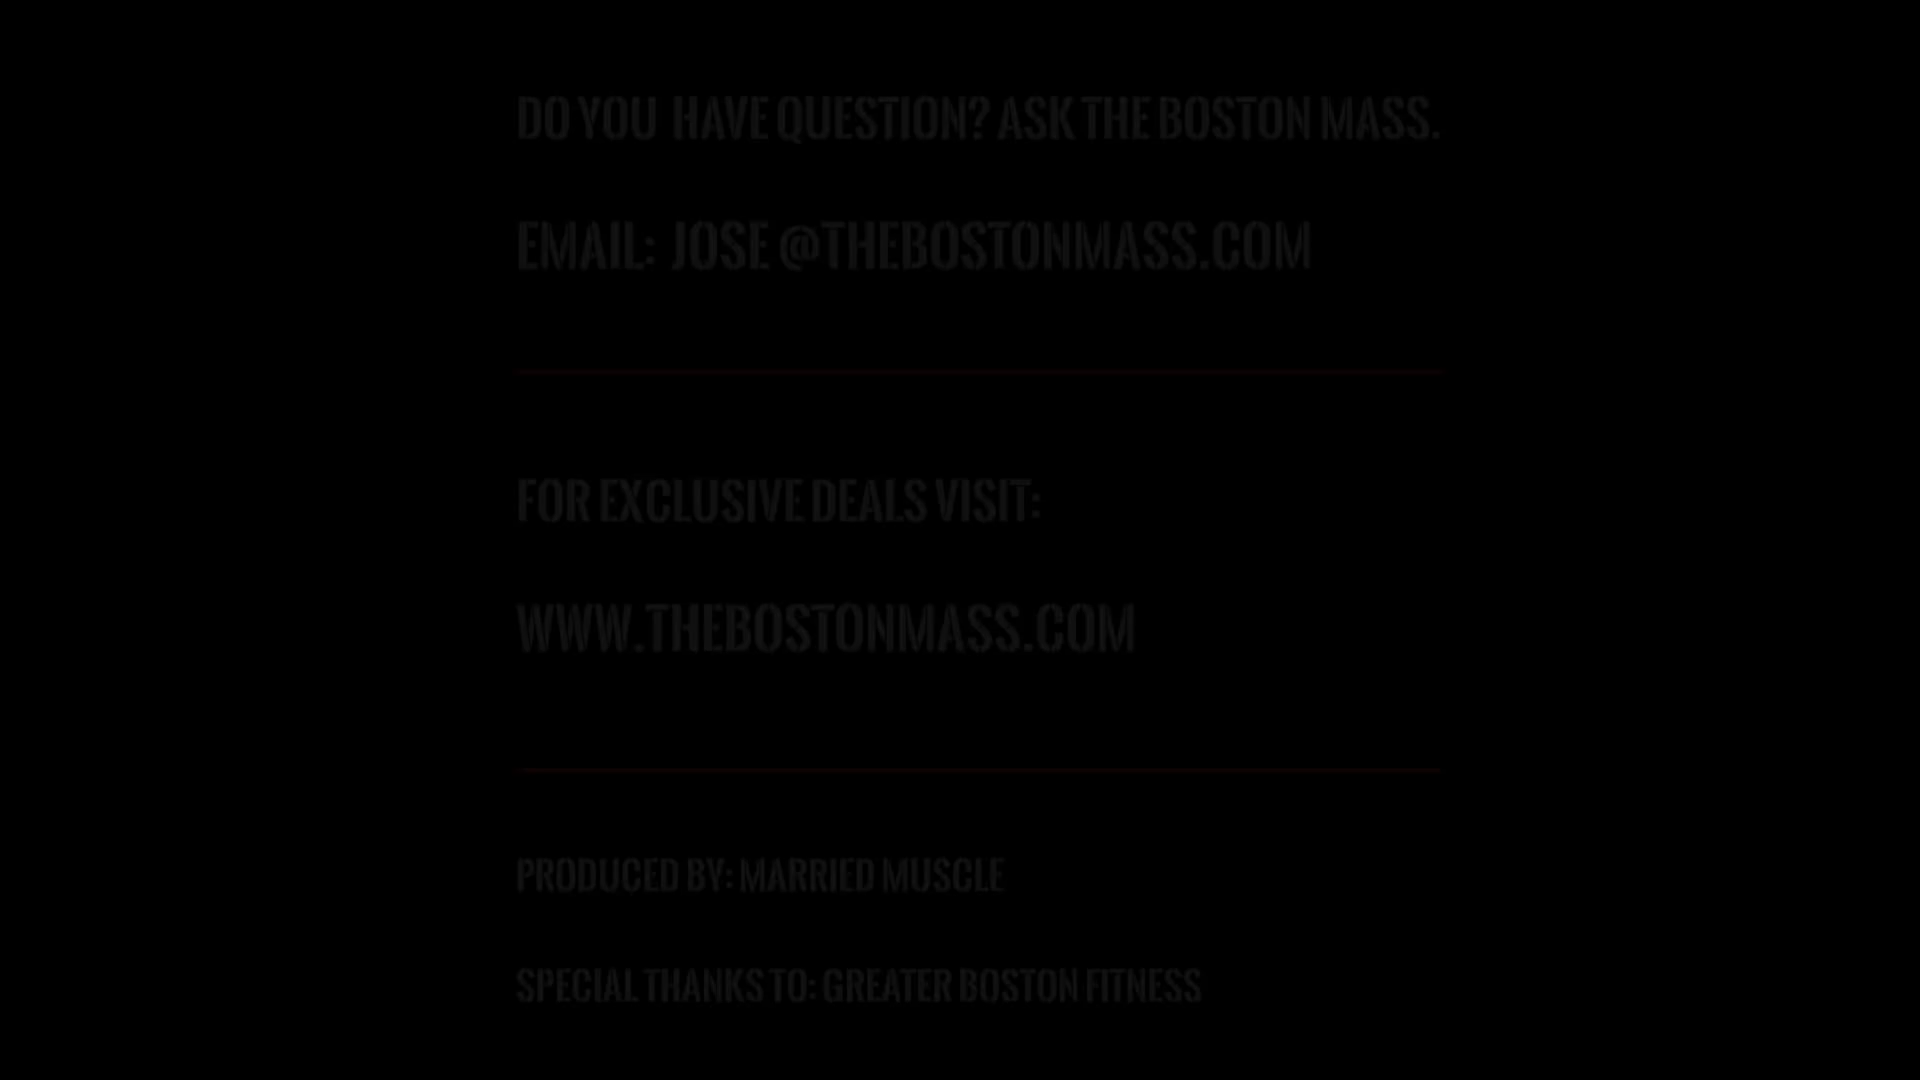 DO YOU HAVE QUESTION? ASK THE BOSTON MASS.
EMAIL: JOSE @THEBOSTONMASS.COM
FOR EXCLUSIVE DEALS VISIT:
WWW.THEBOSTONMASS.COM
PRODUCED BY: MARRIED MUSCLE
SPECIAL THANKS TO: GREATER BOSTON FITNESS